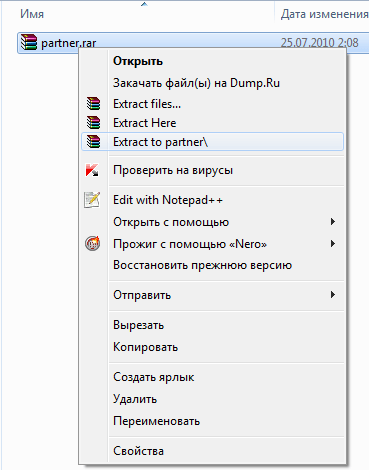 Имя Дата изменения
partner.rar 25.07.2010 2:08
Открыть
Закачать файл(ы) на Dump.Ru
Extract files...
Extract Here
Extract to partner\
Проверить на вирусы
Edit with Notepad++
Открыть с помощью
Прожиг с помощью «Nero»
Восстановить прежнюю версию
Отправить
Вырезать
Копировать
Создать ярлык
Удалить
Переименовать
Свойства